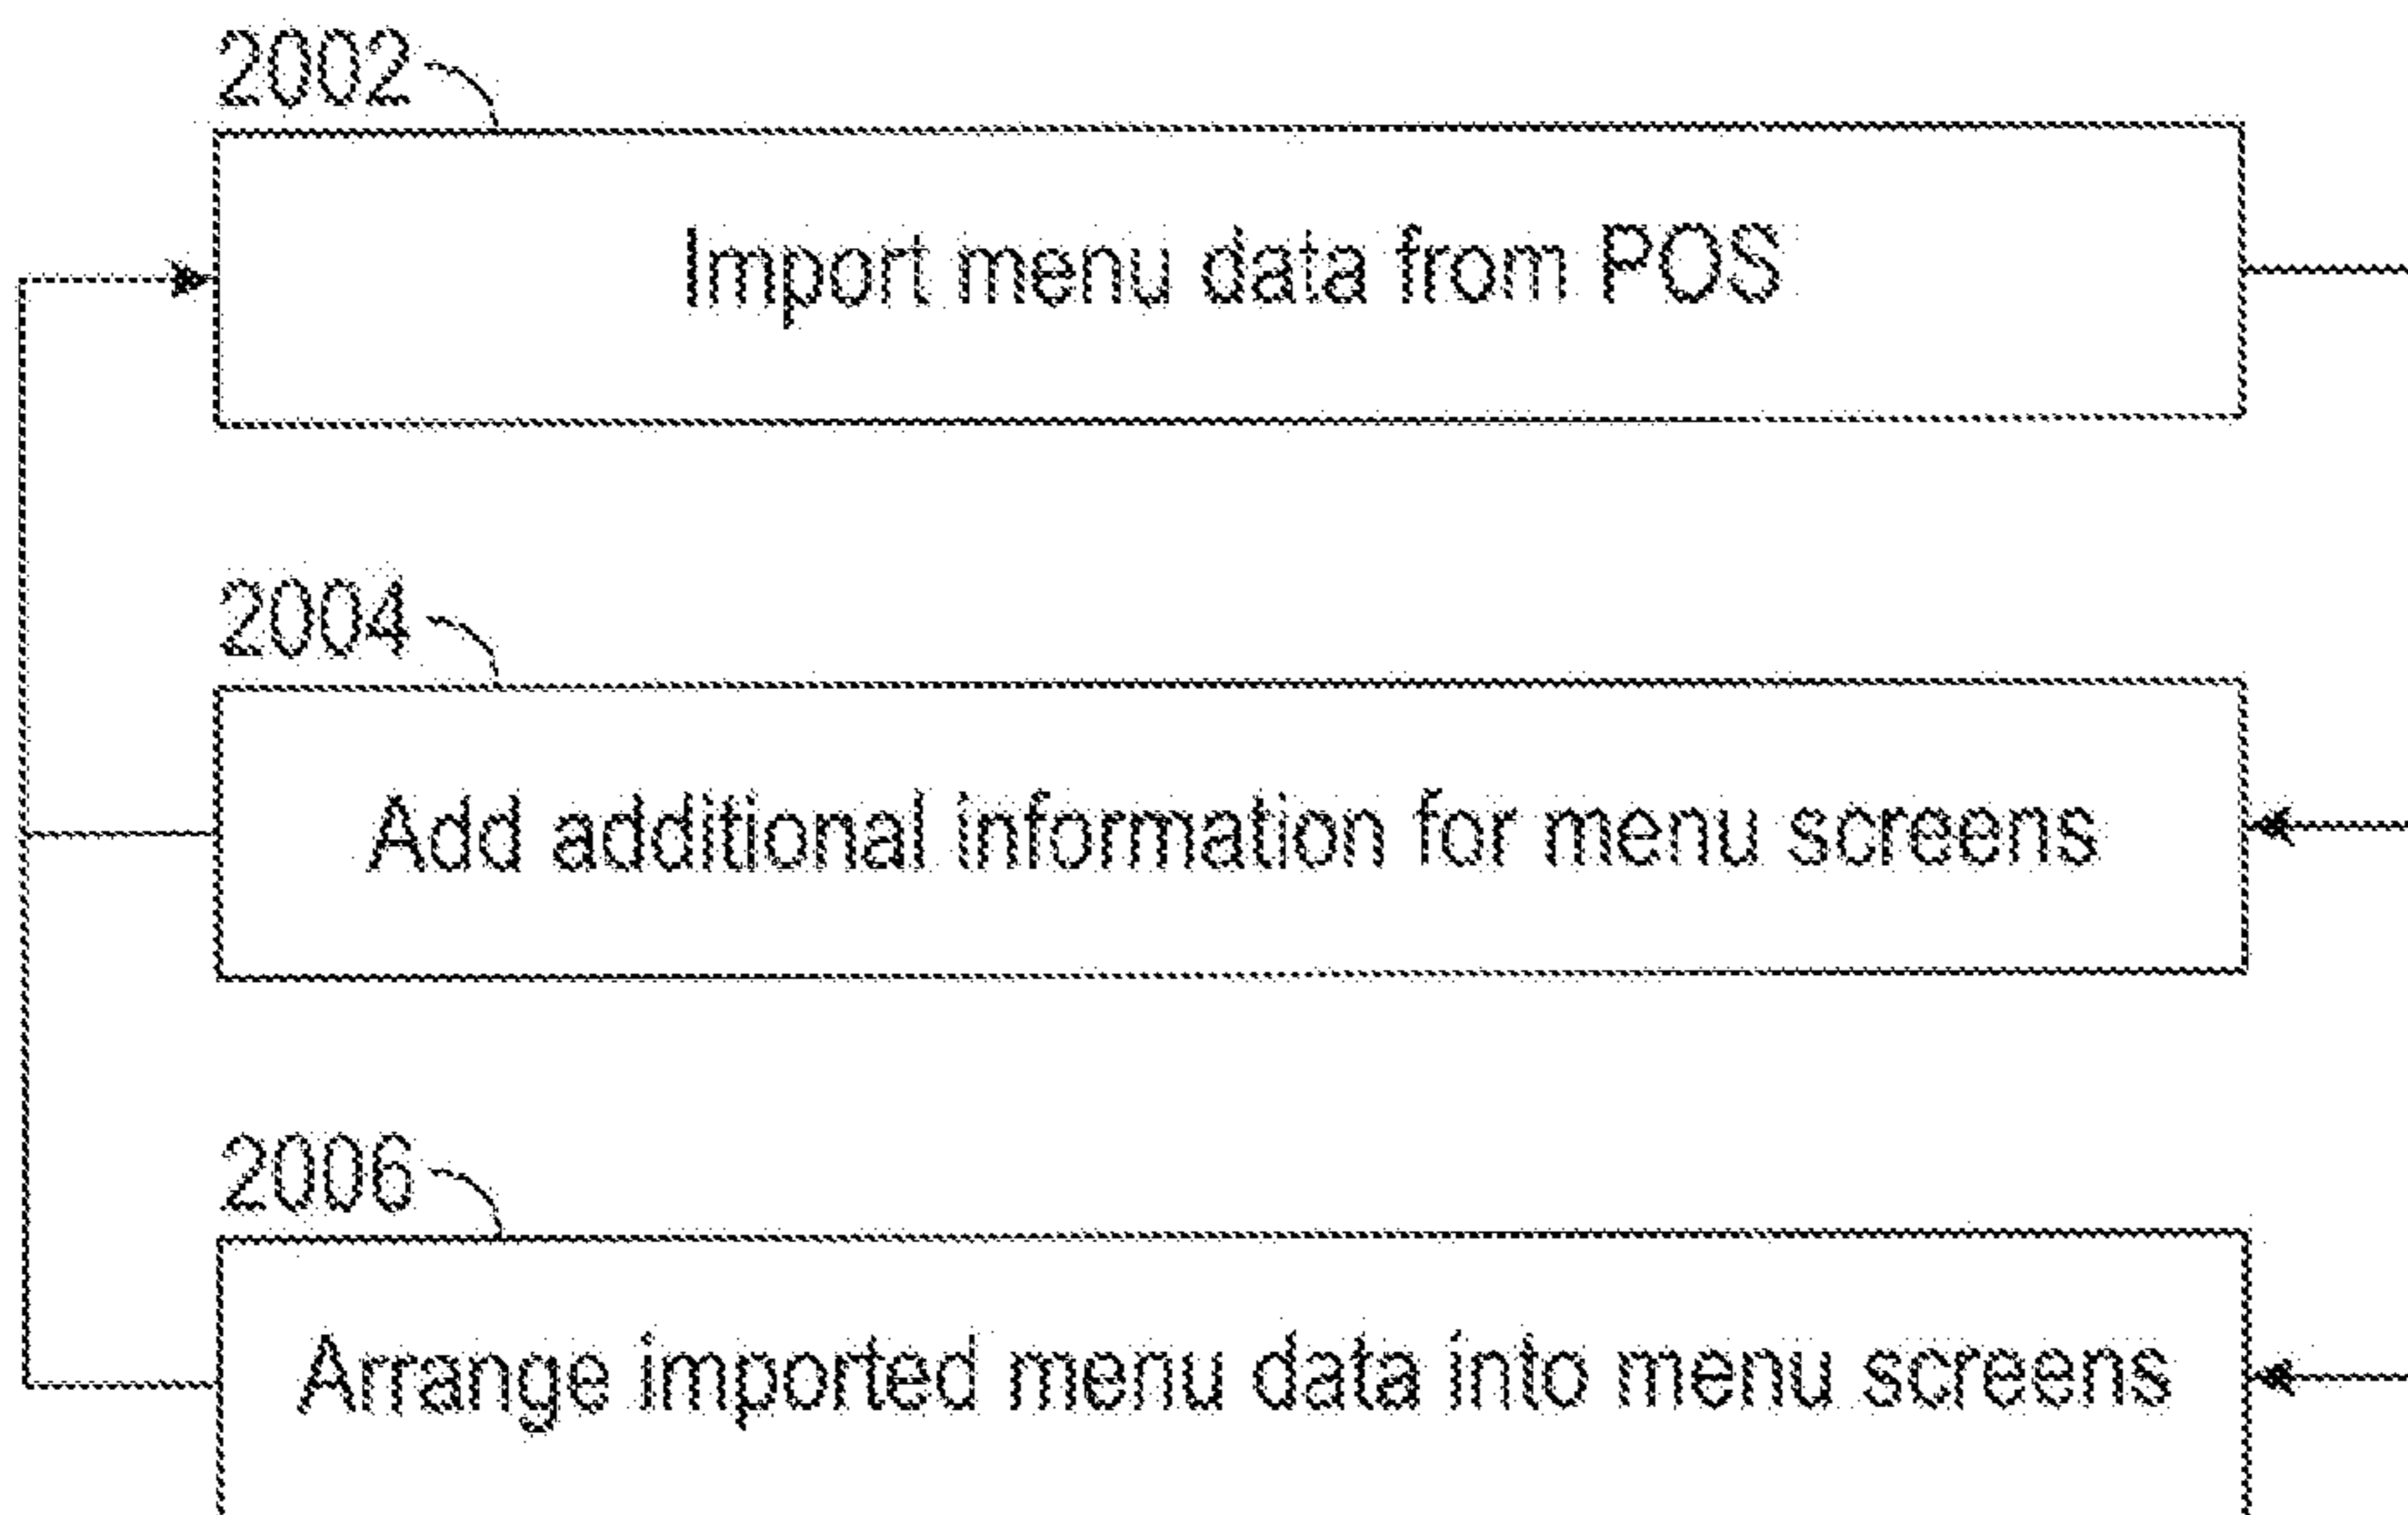 2002
Import menu data from POS
2004
Add additional information for menu screens
2006
Arrange imported menu data into menu screens